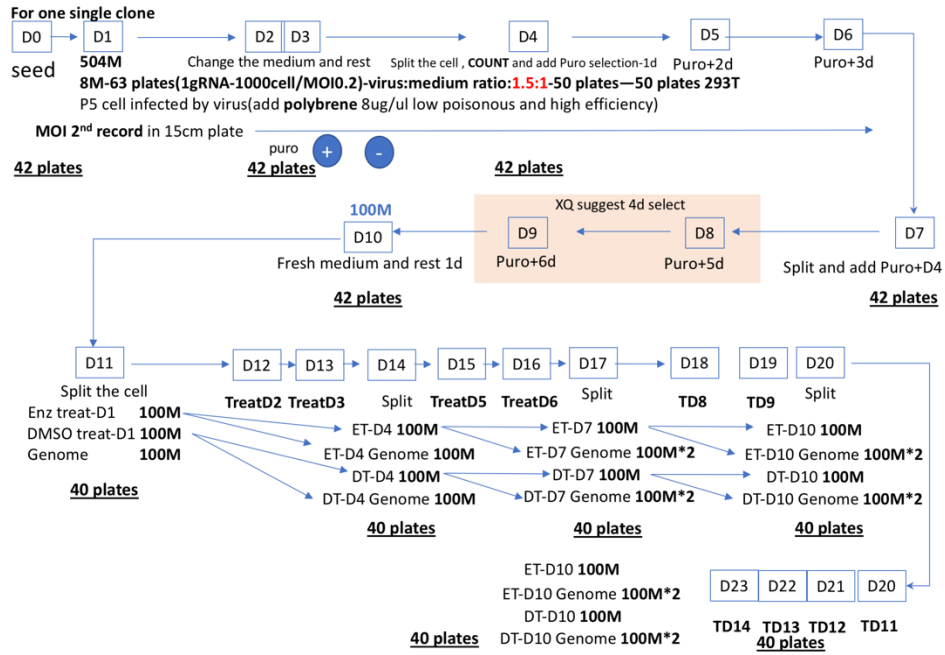 For one single clone
D0
D1
D2
D3
D4
D5
D6
seed
504M
Change the medium and rest
Split the cell , COUNT and add Puro selection-1d
Puro+2d
Puro+3d
8M-63 plates(1gRNA-1000cell/MOI0.2)-virus:medium ratio:1.5:1-50 plates—50 plates 293T
P5 cell infected by virus(add polybrene 8ug/ul low poisonous and high efficiency)
MOI 2nd record in 15cm plate
puro
+
-
42 plates
42 plates
42 plates
XQ suggest 4d select
100M
D10
D9
D8
D7
Fresh medium and rest 1d
Puro+6d
Puro+5d
Split and add Puro+D4
42 plates
42 plates
D11
D12
D13
D14
D15
D16
D17
D18
D19
D20
Split the cell
TreatD2
TreatD3
Split
TreatD5
TreatD6
Split
TD8
TD9
Split
Enz treat-D1 100M
DMSO treat-D1 100M
Genome 100M
40 plates
ET-D4 100M
ET-D4 Genome 100M
DT-D4 100M
DT-D4 Genome 100M
40 plates
ET-D7 100M
ET-D7 Genome 100M*2
DT-D7 100M
DT-D7 Genome 100M*2
40 plates
ET-D10 100M
ET-D10 Genome 100M*2
DT-D10 100M
DT-D10 Genome 100M*2
40 plates
ET-D10 100M
ET-D10 Genome 100M*2
DT-D10 100M
DT-D10 Genome 100M*2
40 plates
D23
D22
D21
D20
TD14
TD13
TD12
TD11
40 plates